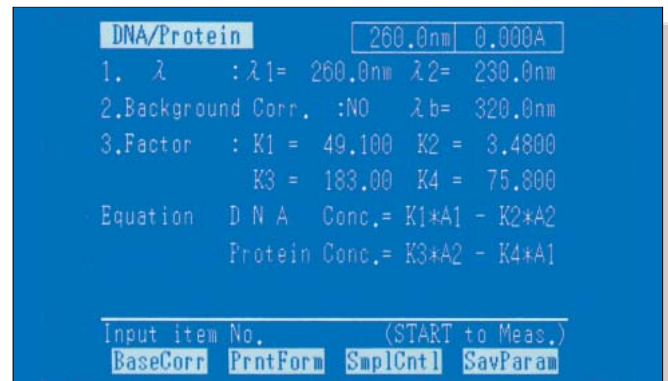 DNA/Protein 260.0nm 0.000A
1. λ :λ1= 260.0nm λ2= 230.0nm
2.Background Corr. :NO λb= 320.0nm
3.Factor : K1 = 49.100 K2 = 3.4800
K3 = 183.00 K4 = 75.800
Equation D N A Conc.= K1*A1 - K2*A2
Protein Conc.= K3*A2 - K4*A1
Input item No. (START to Meas.)
BaseCorr PrntForm SmplCntl SavParam